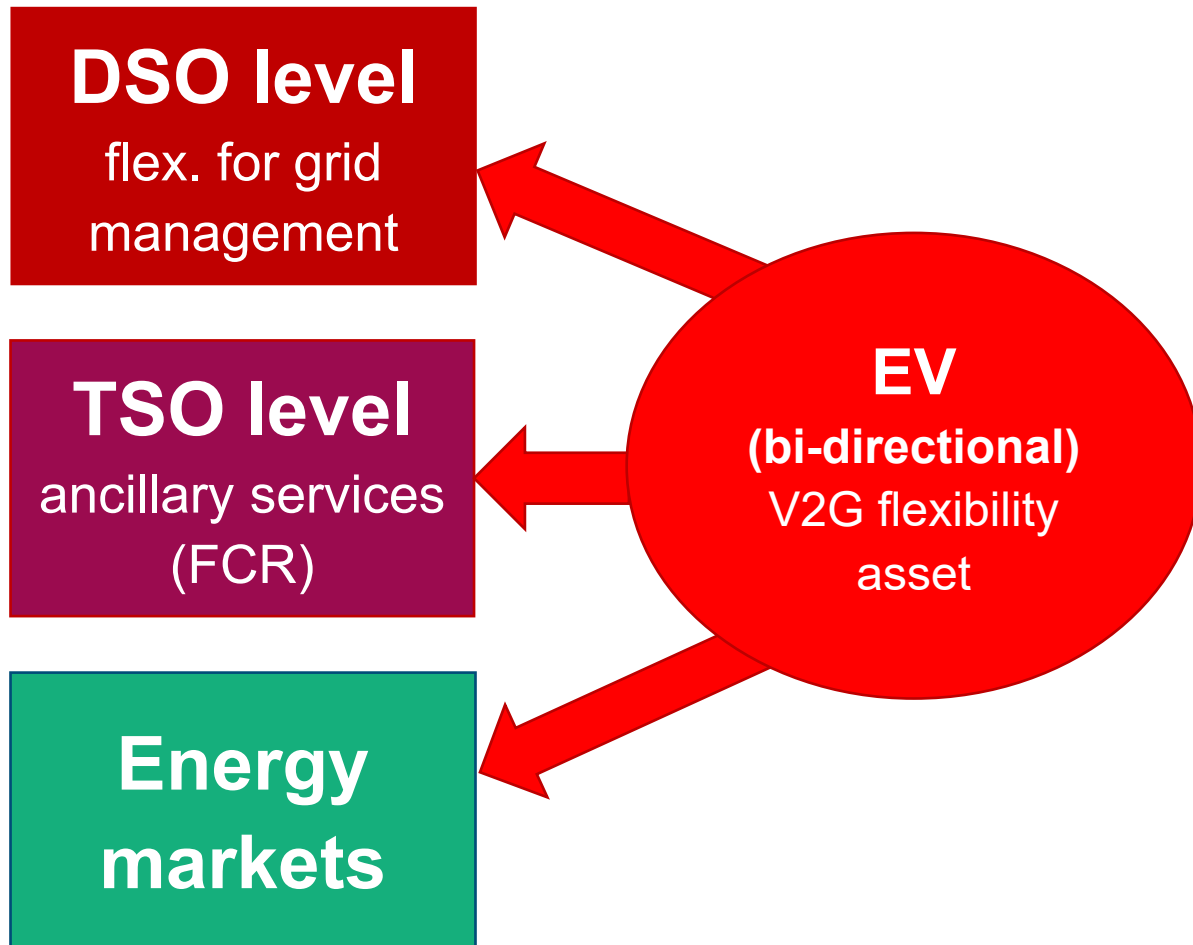 DSO level
flex. for grid
management
TSO level
ancillary services
(FCR)
Energy
markets
EV
(bi-directional)
V2G flexibility
asset